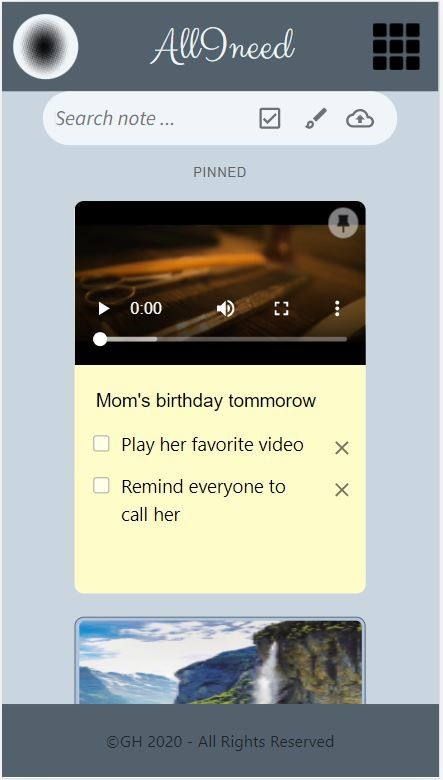 All9need
Search note ...
PINNED
0:00
Mom's birthday tommorow
Play her favorite video
Remind everyone to
call her
©GH 2020 - All Rights Reserved